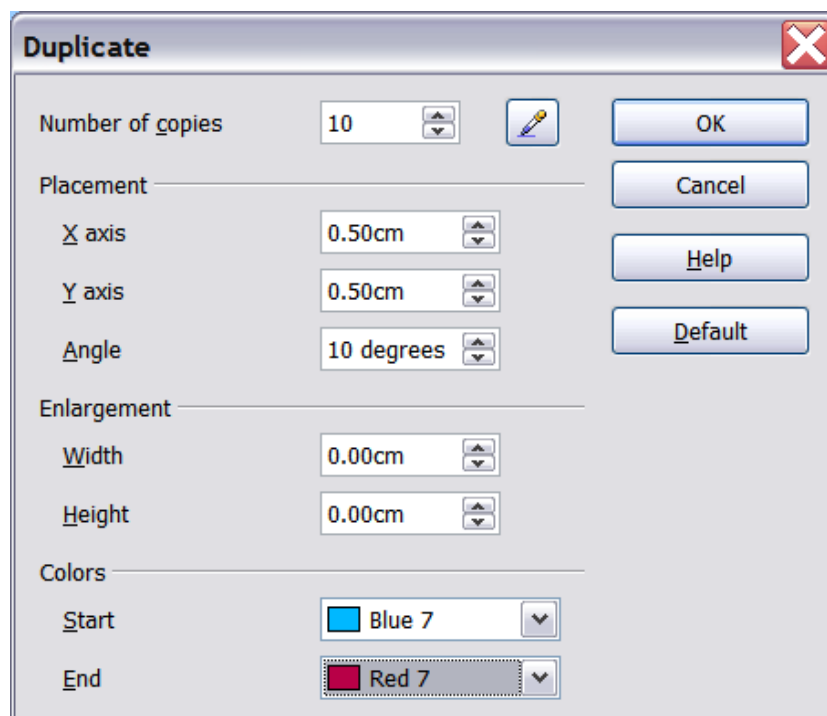 Duplicate
Number of copies 10 OK
Placement Cancel
X axis 0.50cm
Y axis 0.50cm Help
Angle 10 degrees Default
Enlargement
Width 0.00cm
Height 0.00cm
Colors
Start Blue 7
End Red 7